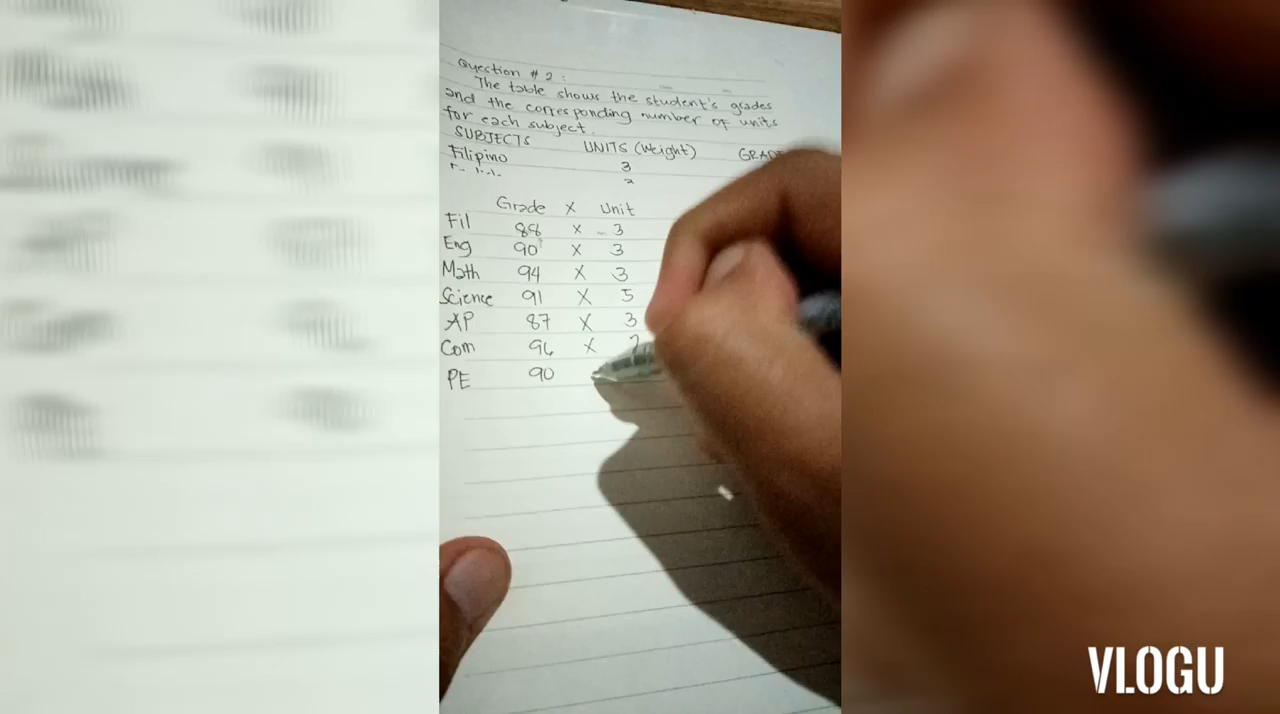 Question # 2 :
The table shows the student's grades
and the corresponding number of units
for each subject.
SUBJECTS UNITS (Weight)
Filipino 3
Grade X Unit
Fil 88 x 3
Eng 90 x 3
Math 94 x 3
Science 91 X 5
AP 87 X 3
Com 96 x
PE 90
VLOGU